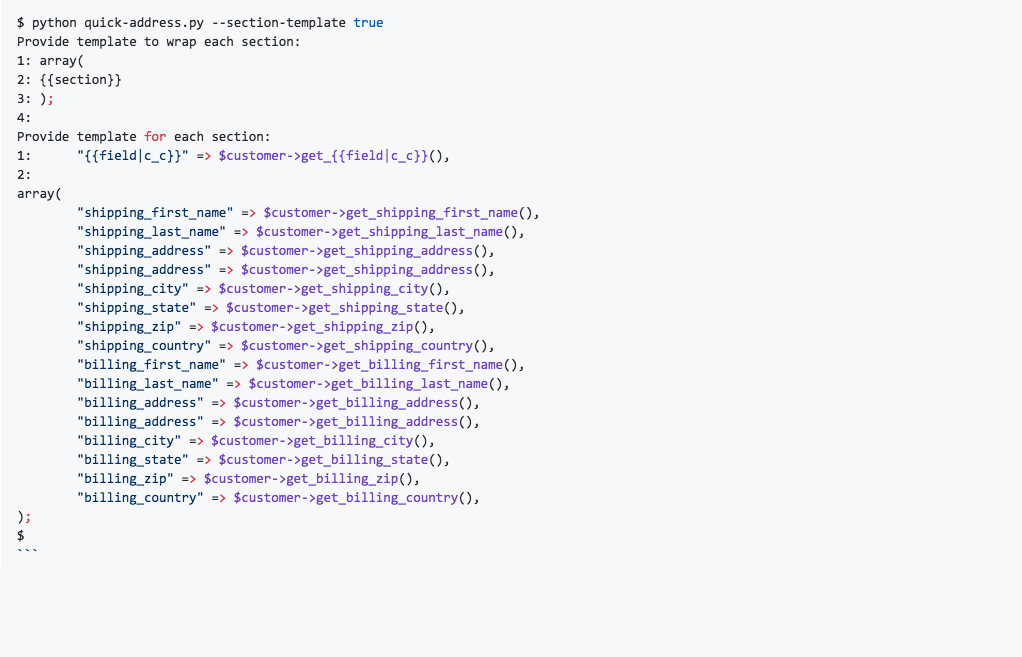 $ python quick-address.py --section-template true
Provide template to wrap each section:
1: array(
2: {{section}}
3: );
4:
Provide template for each section:
1:      "{{field|c_c}}" => $customer->get_{{field|c_c}}(),
2:
array(
        "shipping_first_name" => $customer->get_shipping_first_name(),
        "shipping_last_name" => $customer->get_shipping_last_name(),
        "shipping_address" => $customer->get_shipping_address(),
        "shipping_address" => $customer->get_shipping_address(),
        "shipping_city" => $customer->get_shipping_city(),
        "shipping_state" => $customer->get_shipping_state(),
        "shipping_zip" => $customer->get_shipping_zip(),
        "shipping_country" => $customer->get_shipping_country(),
        "billing_first_name" => $customer->get_billing_first_name(),
        "billing_last_name" => $customer->get_billing_last_name(),
        "billing_address" => $customer->get_billing_address(),
        "billing_address" => $customer->get_billing_address(),
        "billing_city" => $customer->get_billing_city(),
        "billing_state" => $customer->get_billing_state(),
        "billing_zip" => $customer->get_billing_zip(),
        "billing_country" => $customer->get_billing_country(),
);
$
```